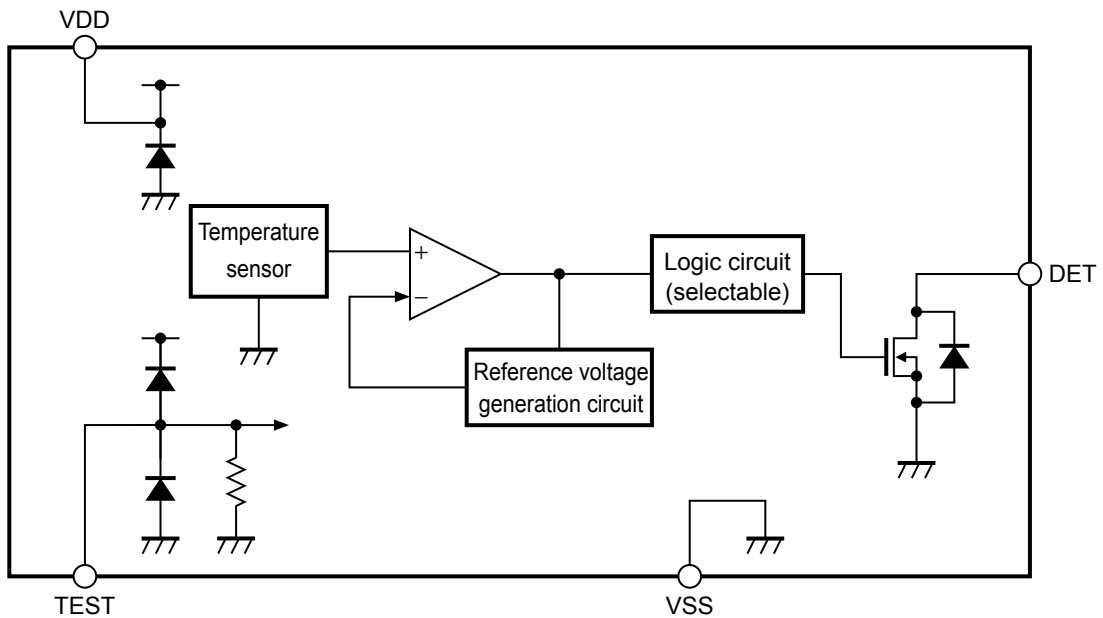 VDD
Temperature
sensor
+
−
Logic circuit
(selectable)
DET
Reference voltage
generation circuit
TEST
VSS